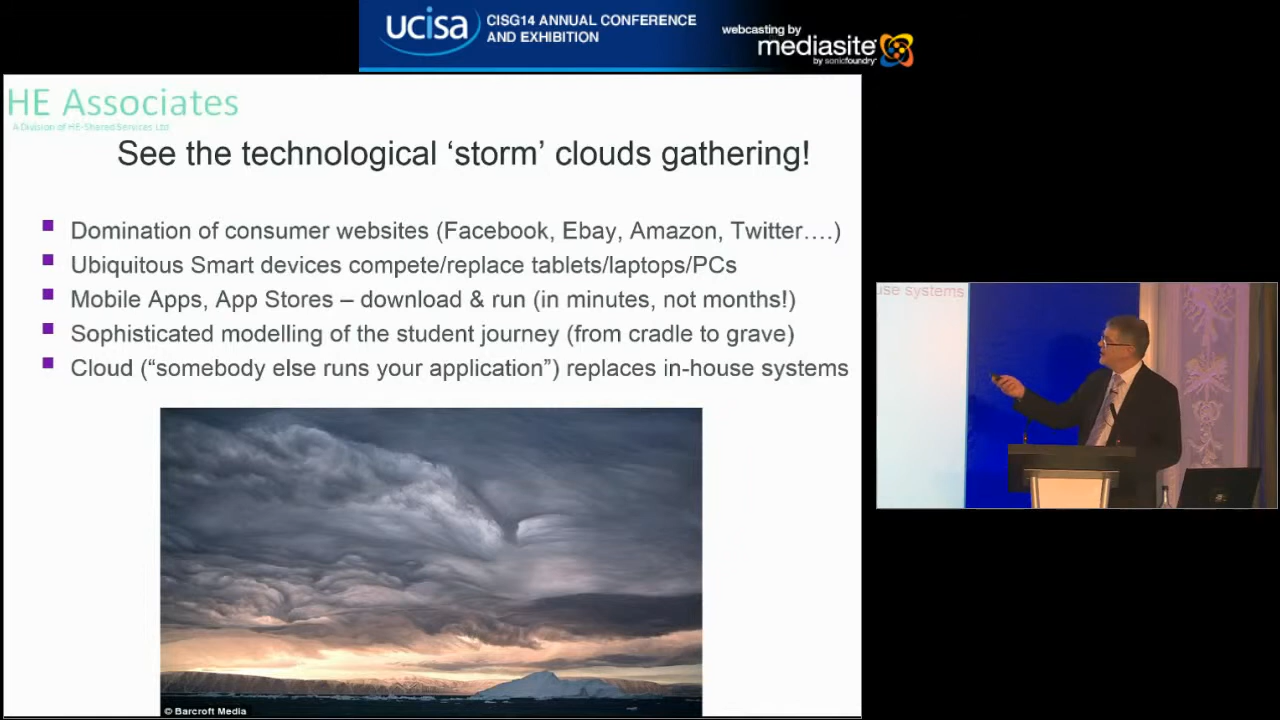 ucisa
CISG14 ANNUAL CONFERENCE
AND EXHIBITION
webcasting by
mediasite
by sonicfoundry
HE Associates
A Division of HE-Shared Services Ltd
See the technological ‘storm’ clouds gathering!
Domination of consumer websites (Facebook, Ebay, Amazon, Twitter….)
Ubiquitous Smart devices compete/replace tablets/laptops/PCs
Mobile Apps, App Stores – download & run (in minutes, not months!)
Sophisticated modelling of the student journey (from cradle to grave)
Cloud (“somebody else runs your application”) replaces in-house systems
© Barcroft Media
use systems